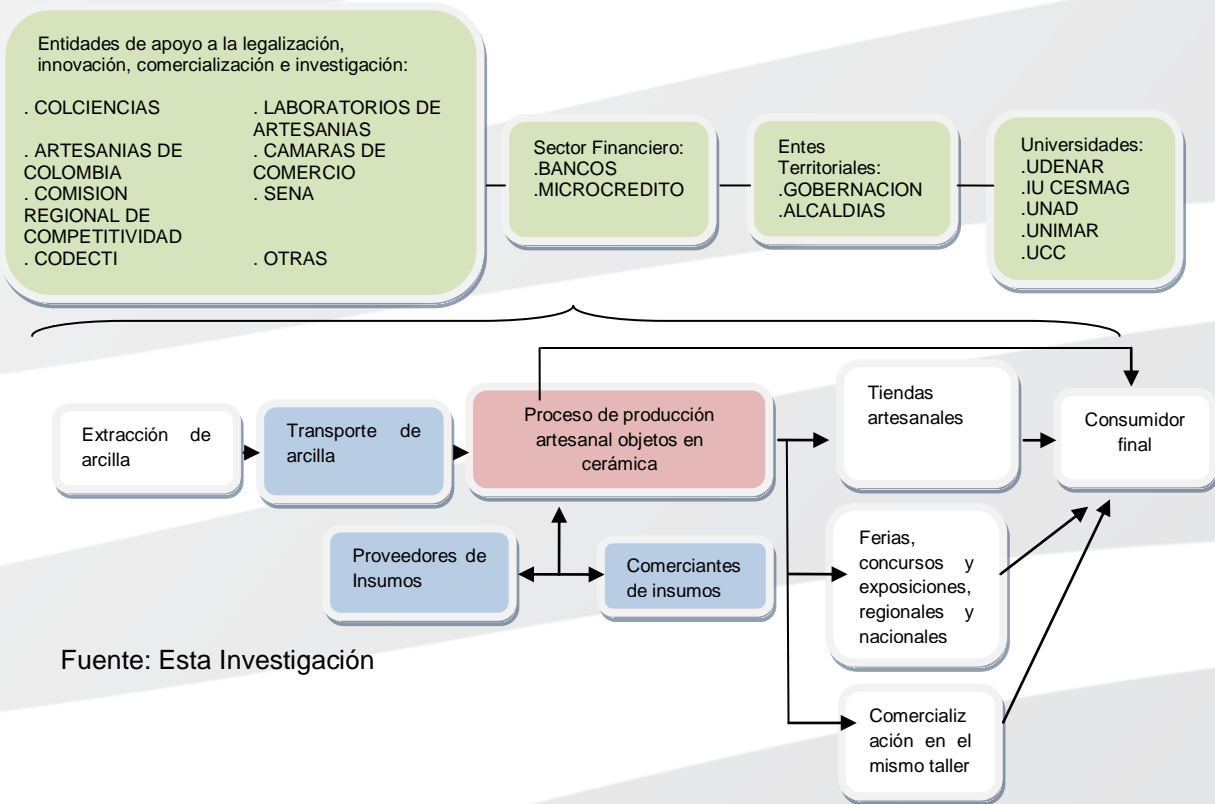 Entidades de apoyo a la legalización,
innovación, comercialización e investigación:
. COLCIENCIAS
. ARTESANIAS DE
COLOMBIA
. COMISION
REGIONAL DE
COMPETITIVIDAD
. CODECTI
. LABORATORIOS DE
ARTESANIAS
. CAMARAS DE
COMERCIO
. SENA
. OTRAS
Sector Financiero:
.BANCOS
.MICROCREDITO
Entes
Territoriales:
.GOBERNACION
.ALCALDIAS
Universidades:
.UDENAR
.IU CESMAG
.UNAD
.UNIMAR
.UCC
Extracción de
arcilla
Transporte de
arcilla
Proceso de producción
artesanal objetos en
cerámica
Tiendas
artesanales
Consumidor
final
Proveedores de
Insumos
Comerciantes
de insumos
Ferias,
concursos y
exposiciones,
regionales y
nacionales
Comercializ
ación en el
mismo taller
Fuente: Esta Investigación